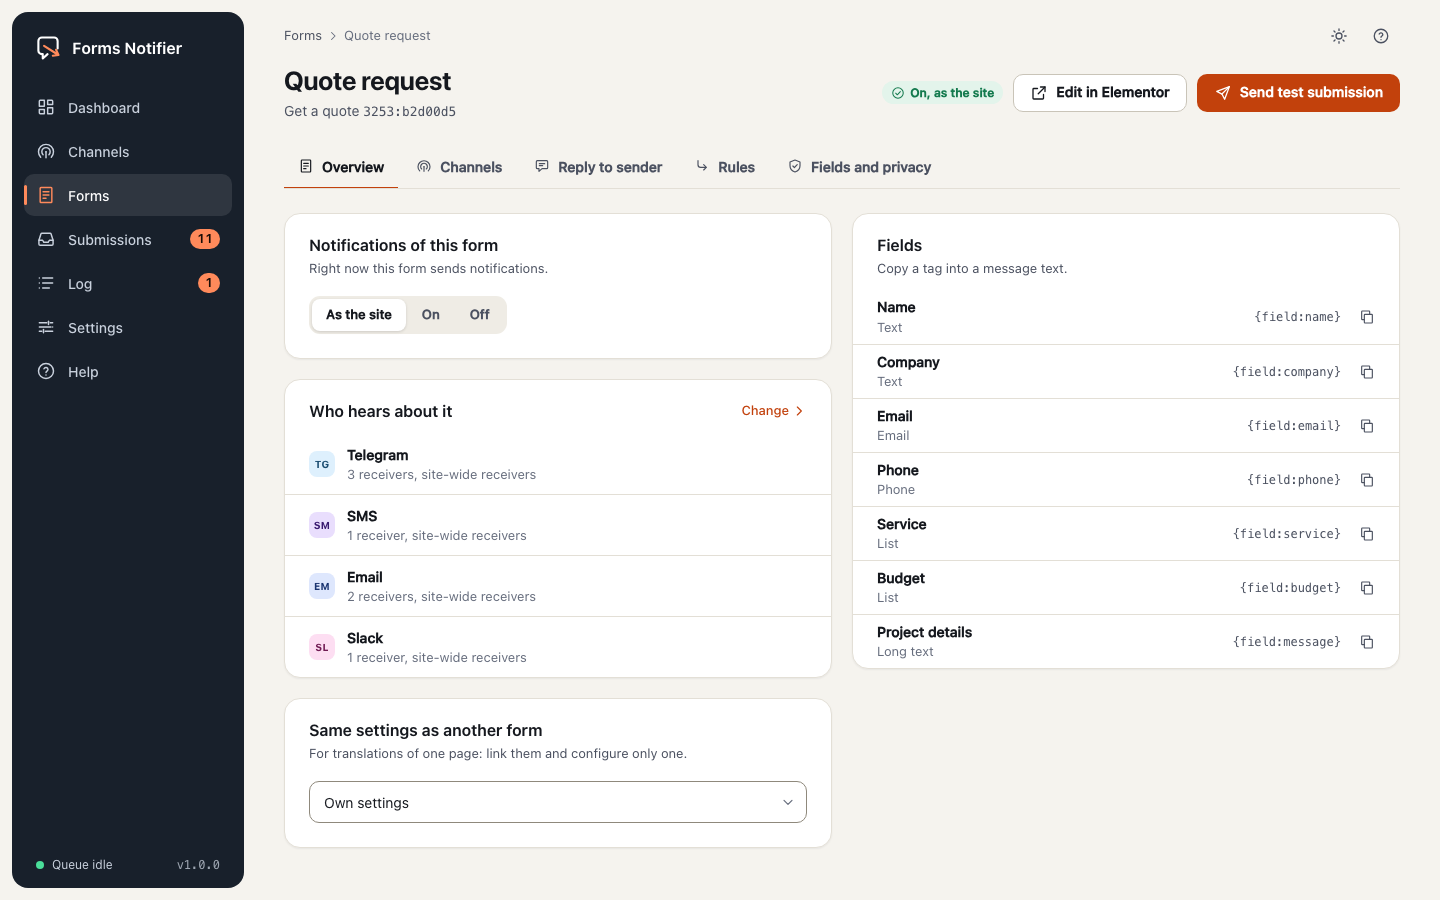 Forms Notifier
Dashboard
Channels
Forms
Submissions 11
Log 1
Settings
Help
Queue idle v1.0.0
Forms > Quote request
Quote request
Get a quote 3253:b2d00d5
On, as the site
Edit in Elementor
Send test submission
Overview
Channels
Reply to sender
Rules
Fields and privacy
Notifications of this form
Right now this form sends notifications.
As the site On Off
Who hears about it
Change
TG
Telegram
3 receivers, site-wide receivers
SM
SMS
1 receiver, site-wide receivers
EM
Email
2 receivers, site-wide receivers
SL
Slack
1 receiver, site-wide receivers
Same settings as another form
For translations of one page: link them and configure only one.
Own settings
Fields
Copy a tag into a message text.
Name
Text
{field:name}
Company
Text
{field:company}
Email
Email
{field:email}
Phone
Phone
{field:phone}
Service
List
{field:service}
Budget
List
{field:budget}
Project details
Long text
{field:message}